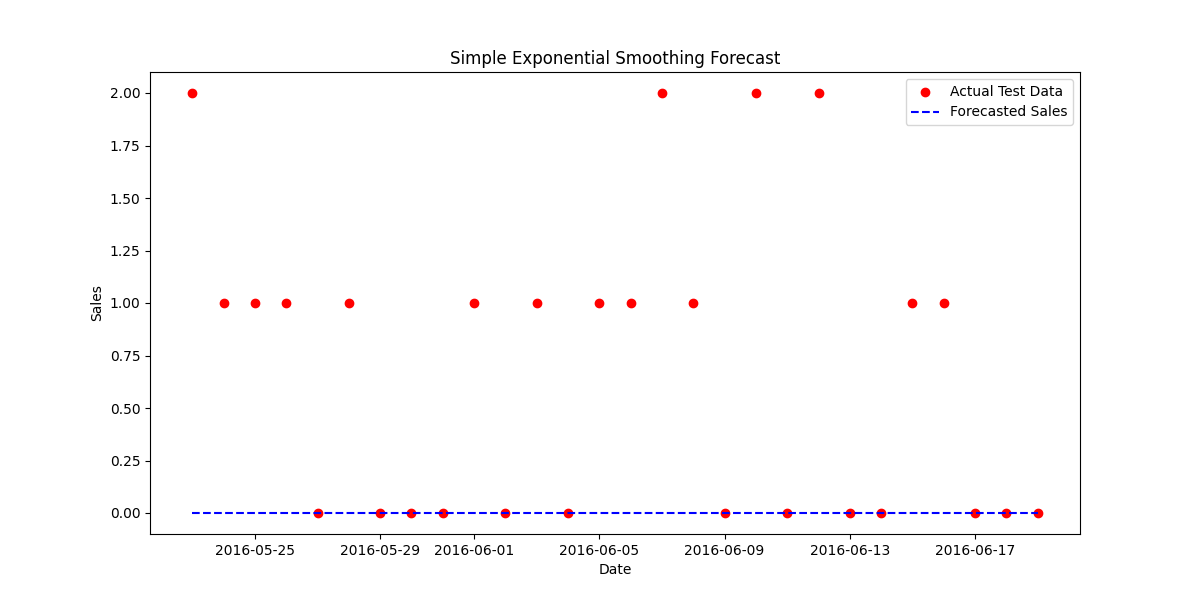 Simple Exponential Smoothing Forecast
Actual Test Data
Forecasted Sales
2.00
1.75
1.50
1.25
1.00
0.75
0.50
0.25
0.00
Sales
2016-05-25 2016-05-29 2016-06-01 2016-06-05 2016-06-09 2016-06-13 2016-06-17
Date